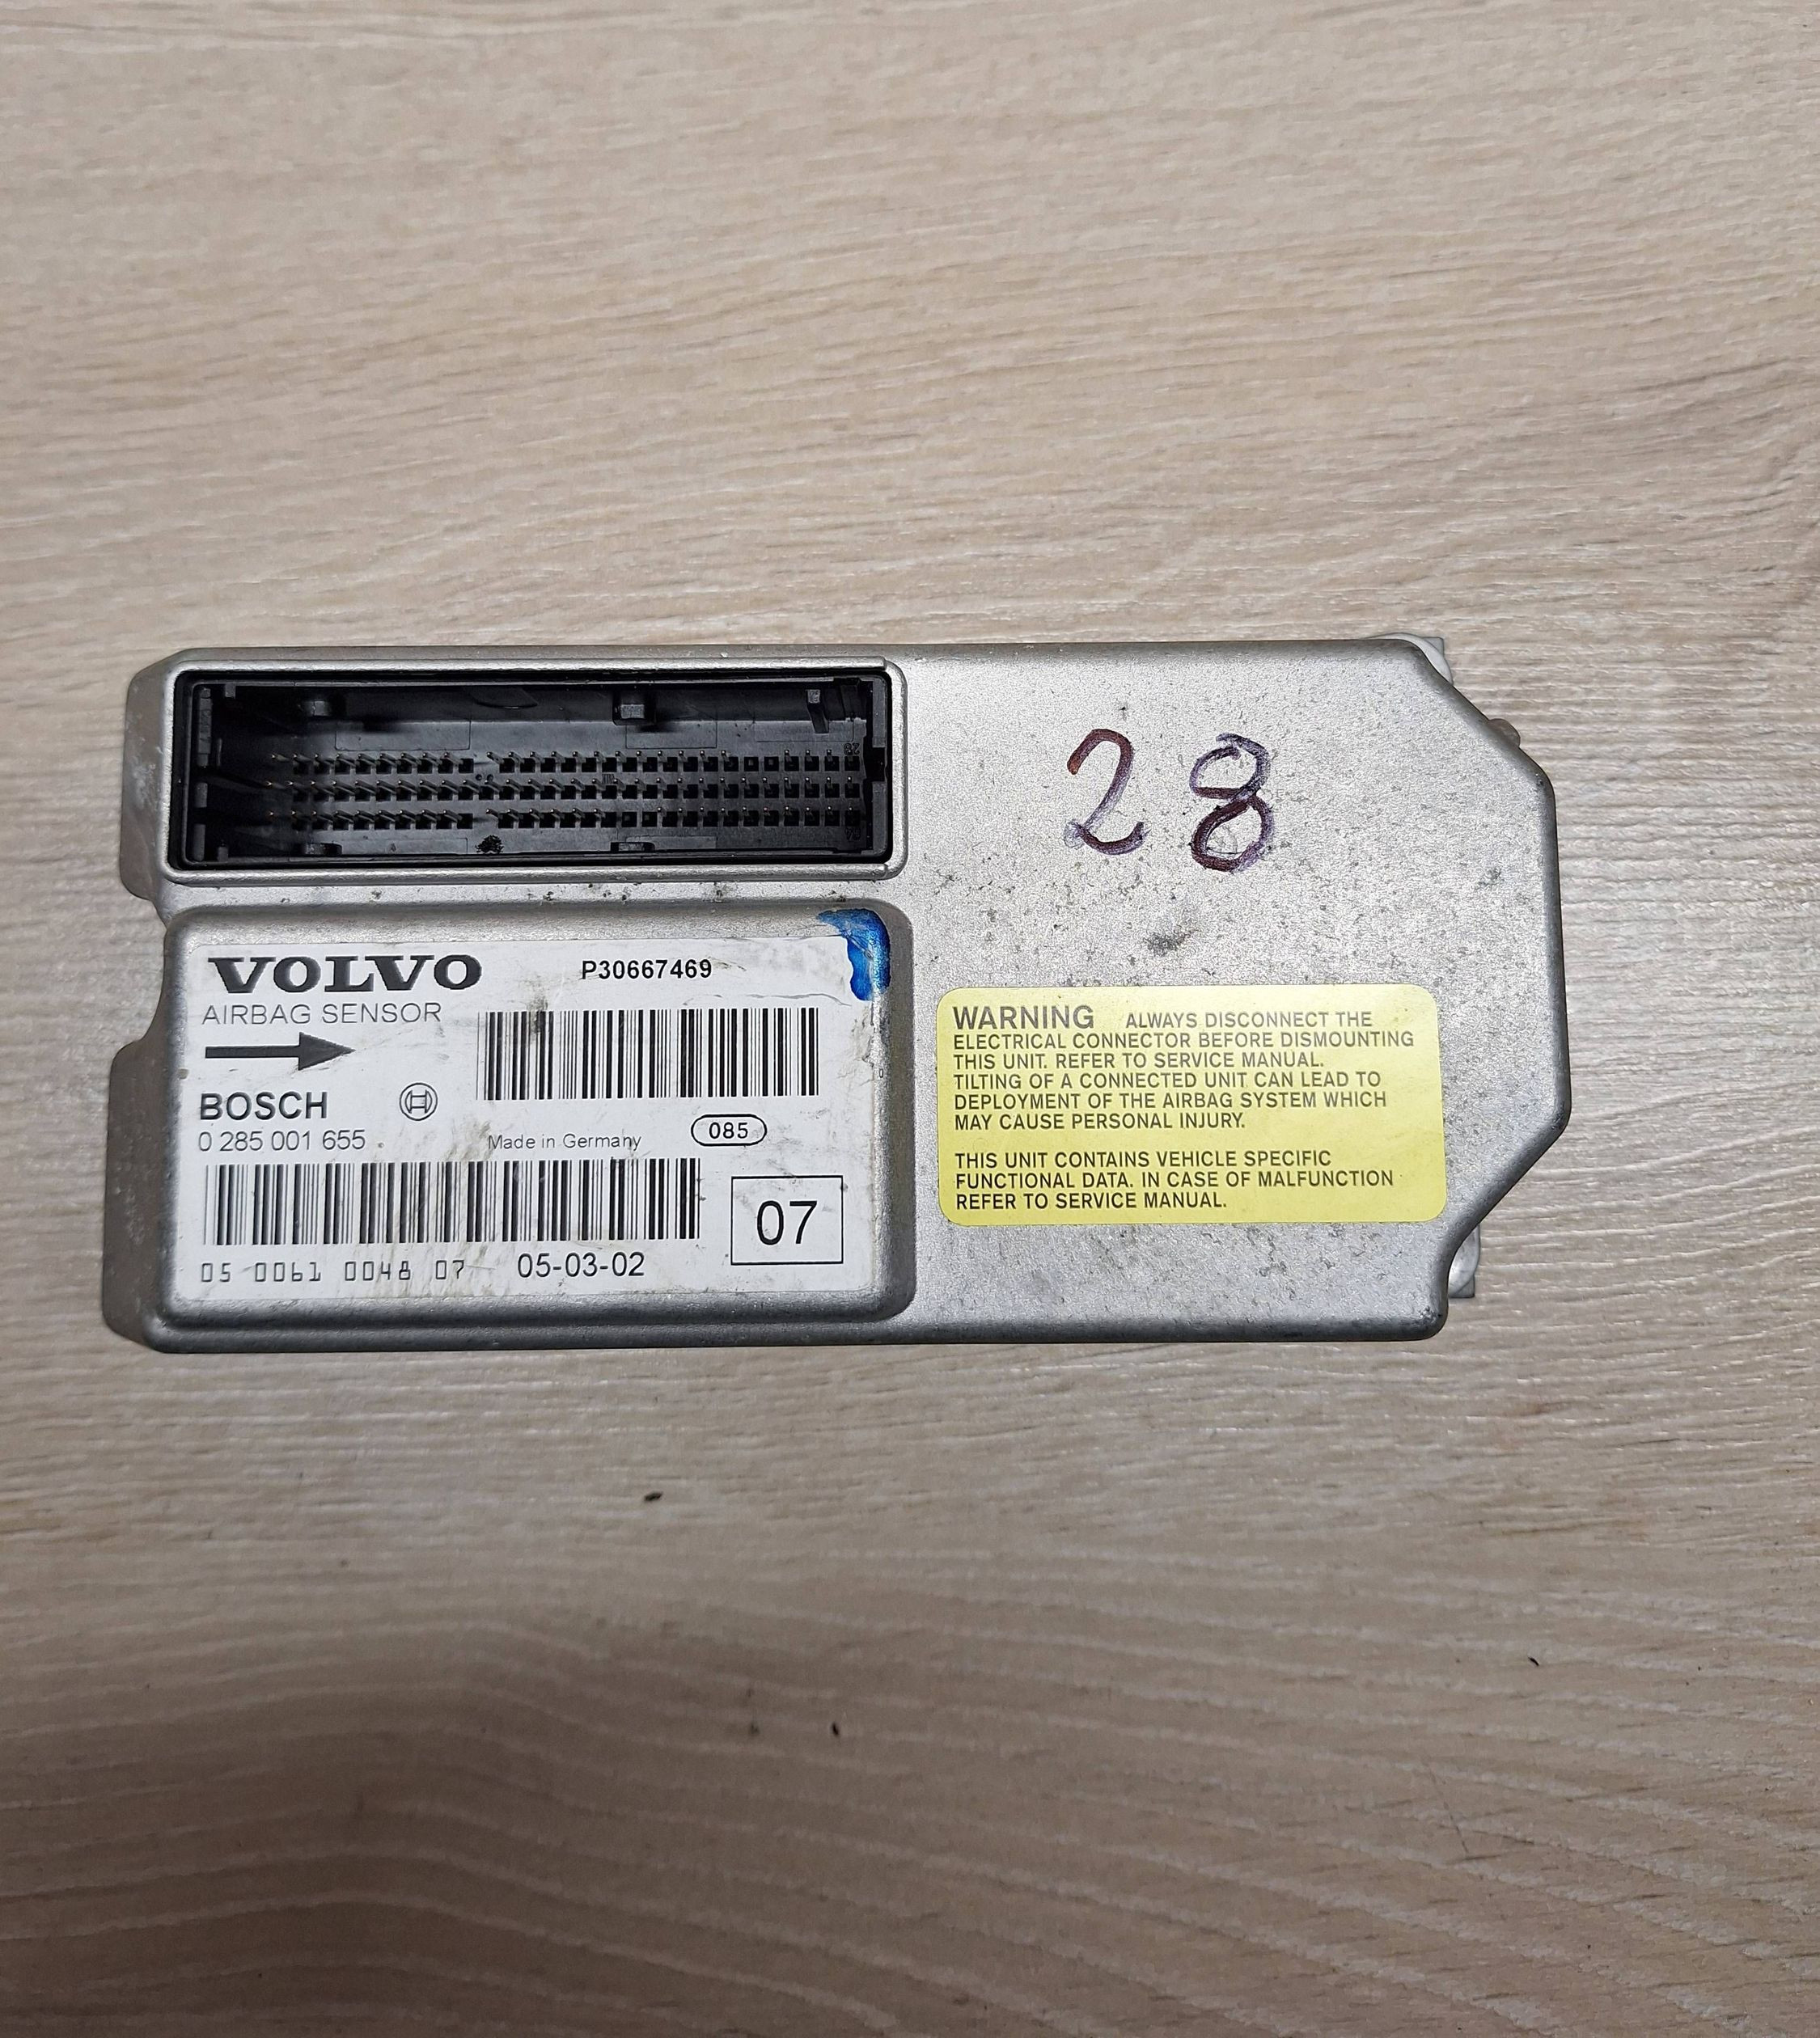 28
VOLVO
P30667469
AIRBAG SENSOR
BOSCH
0 285 001 655
Made in Germany
085
07
05 0061 0048 07
05-03-02
WARNING ALWAYS DISCONNECT THE
ELECTRICAL CONNECTOR BEFORE DISMOUNTING
THIS UNIT. REFER TO SERVICE MANUAL.
TILTING OF A CONNECTED UNIT CAN LEAD TO
DEPLOYMENT OF THE AIRBAG SYSTEM WHICH
MAY CAUSE PERSONAL INJURY.
THIS UNIT CONTAINS VEHICLE SPECIFIC
FUNCTIONAL DATA. IN CASE OF MALFUNCTION
REFER TO SERVICE MANUAL.